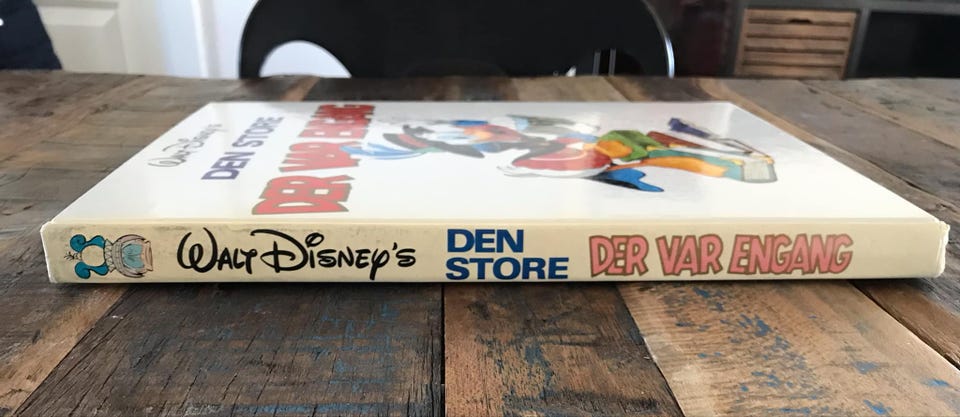 Walt Disney's
DEN STORE
DER VAR ENGANG
WALT DISNEY'S
DEN
STORE
DER VAR ENGANG